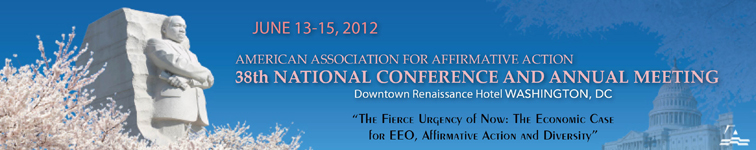 JUNE 13-15, 2012
AMERICAN ASSOCIATION FOR AFFIRMATIVE ACTION
38th NATIONAL CONFERENCE AND ANNUAL MEETING
Downtown Renaissance Hotel WASHINGTON, DC
“The Fierce Urgency of Now: The Economic Case
for EEO, Affirmative Action and Diversity”